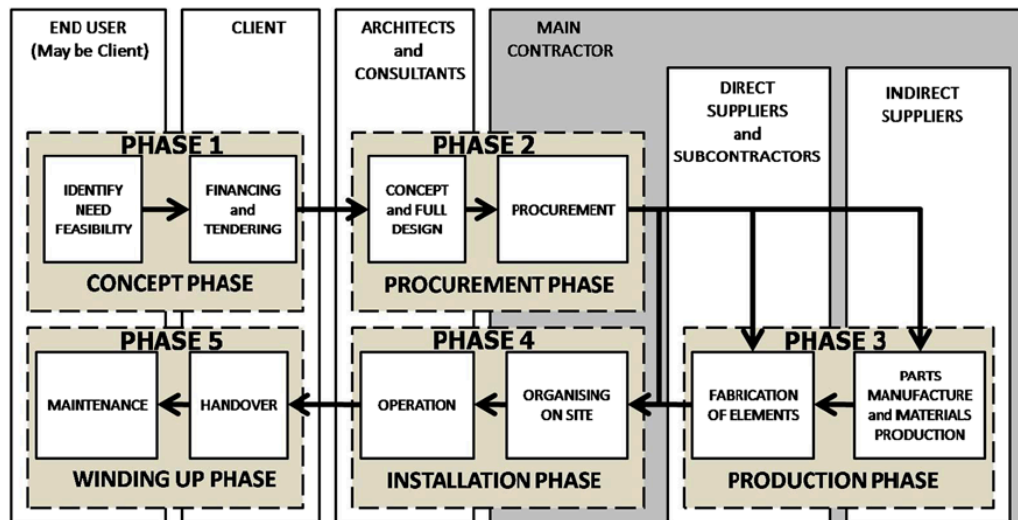 END USER
(May be Client)
CLIENT
ARCHITECTS
and
CONSULTANTS
MAIN
CONTRACTOR
DIRECT
SUPPLIERS
and
SUBCONTRACTORS
INDIRECT
SUPPLIERS
PHASE 1
IDENTIFY
NEED
FEASIBILITY
FINANCING
and
TENDERING
CONCEPT PHASE
PHASE 2
CONCEPT
and FULL
DESIGN
PROCUREMENT
PROCUREMENT PHASE
PHASE 5
MAINTENANCE
HANDOVER
WINDING UP PHASE
PHASE 4
OPERATION
ORGANISING
ON SITE
INSTALLATION PHASE
PHASE 3
FABRICATION
OF ELEMENTS
PARTS
MANUFACTURE
and MATERIALS
PRODUCTION
PRODUCTION PHASE